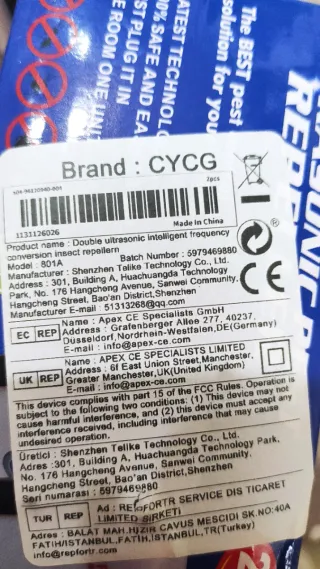 The BEST pest
solution for you
ATEST TECHNOLO
00% SAFE AND EA
ST PLUG IT IN
E ROOM ONE UNI
Brand : CYCG
2pcs
1131126026
Made In China
Product name : Double ultrasonic intelligent frequency
conversion insect repellern
Model : 801A
Batch Number : 5979469880
Manufacturer : Shenzhen Telike Technology Co., Ltd.
Address : 301, Building A, Huachuangda Technology
Park, No. 176 Hangcheng Avenue, Sanwei Community,
Hangcheng Street, Bao'an District,Shenzhen
Manufacturer E-mail : 51313268@qq.com
EC REP
Name : Apex CE Specialists GmbH
Address : Grafenberger Allee 277, 40237,
Düsseldorf,Nordrhein-Westfalen,DE(Germany)
E-mail : info@apex-ce.com
UK REP
Name : APEX CE SPECIALISTS LIMITED
Address : 6f East Union Street,Manchester,
Greater Manchester,UK(United Kingdom)
E-mail : info@apex-ce.com
This device complies with part 15 of the FCC Rules. Operation is
subject to the following two conditions: (1) This device may not
cause harmful interference, and (2) this device must accept any
interference received, including interference that may cause
undesired operation.
Üretici : Shenzhen Telike Technology Co., Ltd.
Adres :301, Building A, Huachuangda Technology Park,
No. 176 Hangcheng Avenue, Sanwei Community,
Hangcheng Street, Bao'an District,Shenzhen
Seri numarası : 5979469880
TUR REP
Ad : REPFORTR SERVICE DIS TICARET
LIMITED SIRKETI
Adres : BALAT MAH.HIZIR CAVUS MESCIDI SK.NO:40A
FATIH/ISTANBUL,FATIH,ISTANBUL,TR(Turkey)
info@repfortr.com